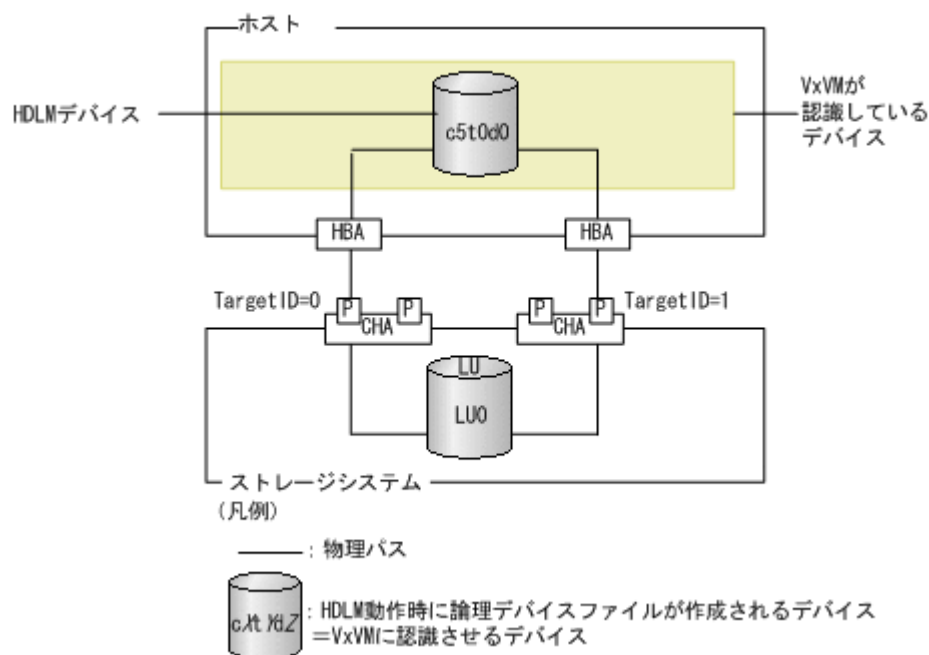 ホスト
HDLMデバイス
c5t0d0
VxVMが
認識している
デバイス
HBA
HBA
TargetID=0
P
P
CHA
P
P
CHA
TargetID=1
LU
LU0
ストレージシステム
(凡例)
: 物理パス
cXtYdZ
: HDLM動作時に論理デバイスファイルが作成されるデバイス
＝VxVMに認識させるデバイス